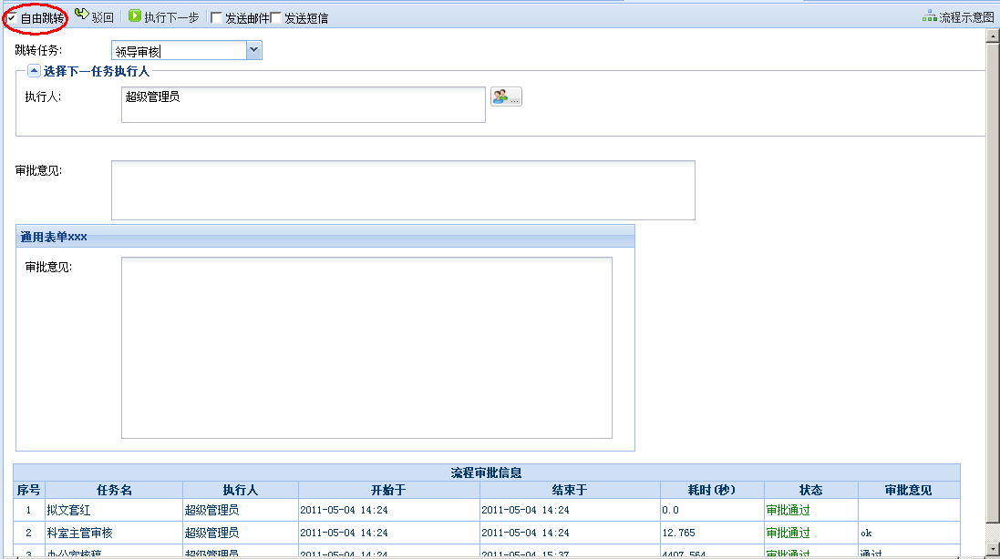 自由跳转 驳回 执行下一步 发送邮件 发送短信 流程示意图
跳转任务: 领导审核
选择下一任务执行人
执行人: 超级管理员 ...
审批意见:
通用表单xxx
审批意见:
流程审批信息
序号 任务名 执行人 开始于 结束于 耗时(秒) 状态 审批意见
1 拟文套红 超级管理员 2011-05-04 14:24 2011-05-04 14:24 0.0 审批通过
2 科室主管审核 超级管理员 2011-05-04 14:24 2011-05-04 14:24 12.765 审批通过 ok
3 办公室核稿 超级管理员 2011-05-04 14:24 2011-05-04 15:37 4407.564 审批通过 通过